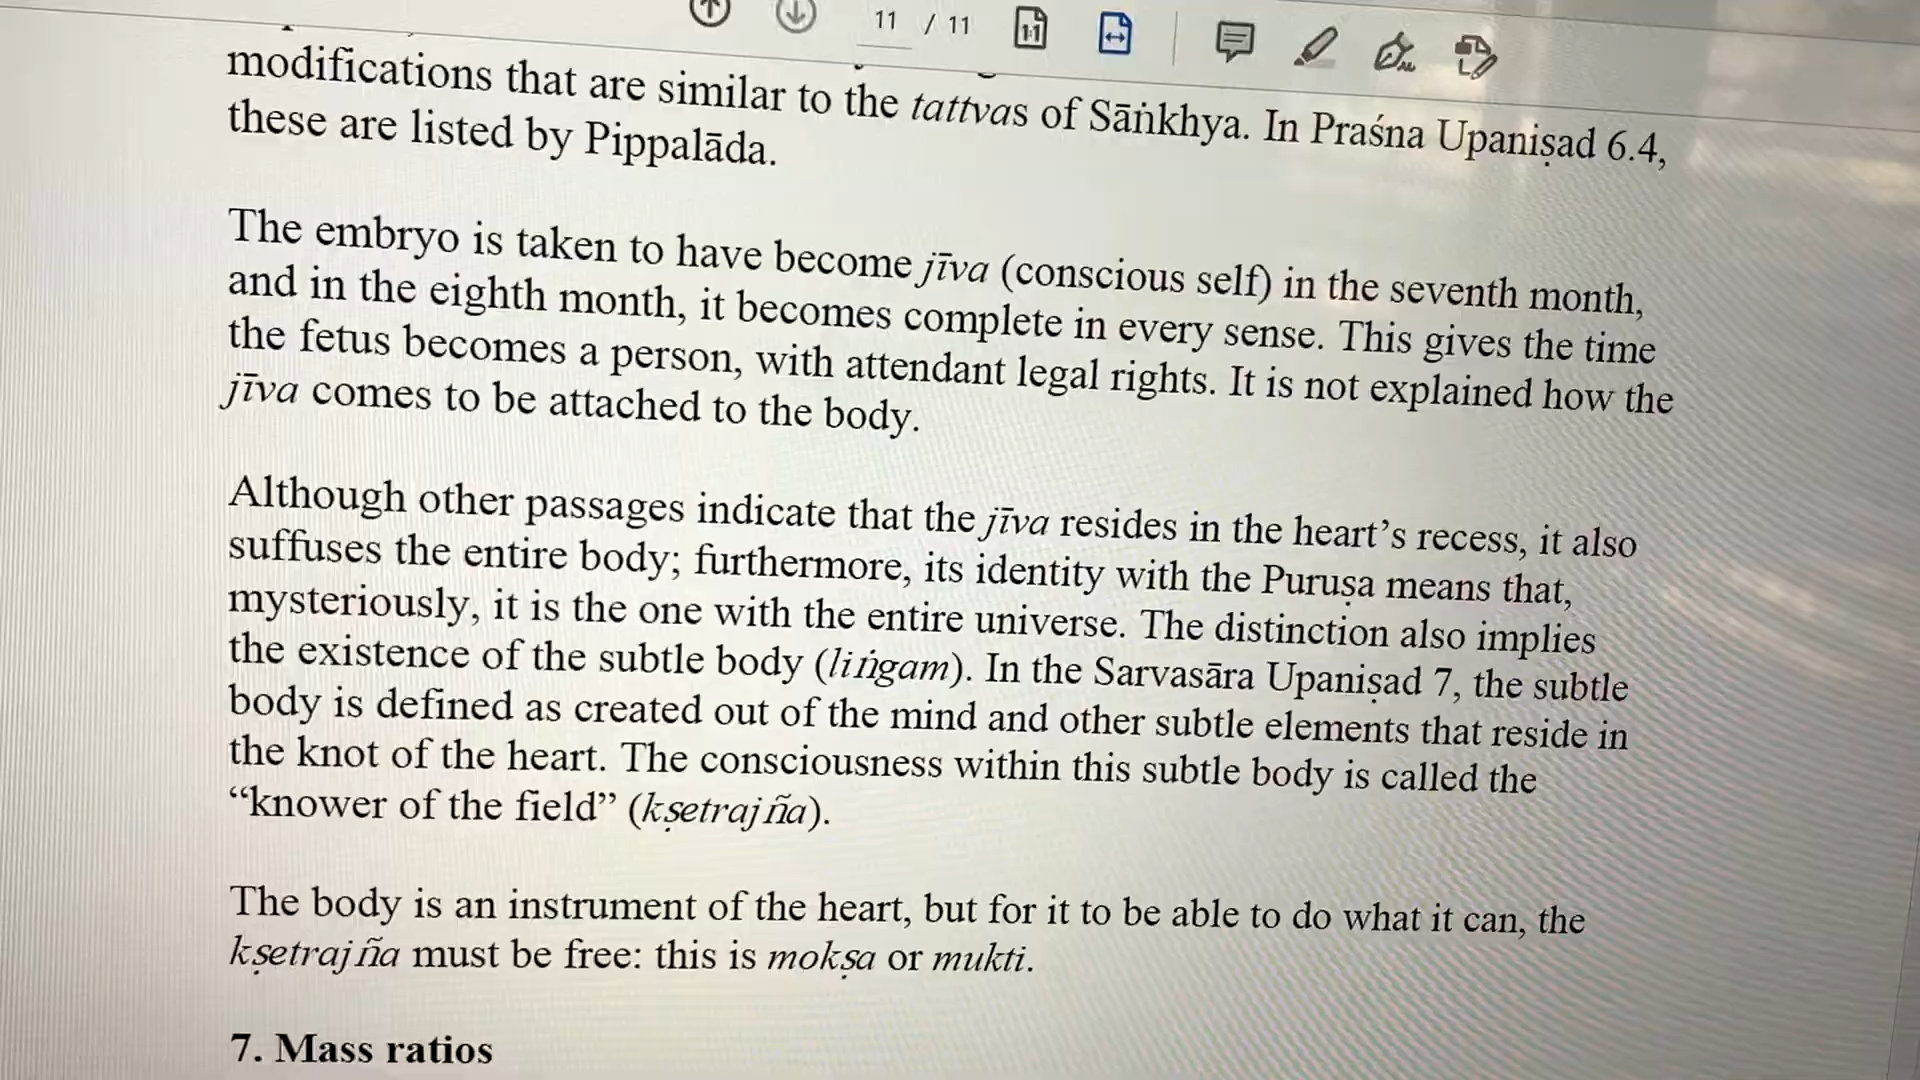 11 / 11
modifications that are similar to the tattvas of Sāṅkhya. In Praśna Upaniṣad 6.4,
these are listed by Pippalāda.
The embryo is taken to have become jīva (conscious self) in the seventh month,
and in the eighth month, it becomes complete in every sense. This gives the time
the fetus becomes a person, with attendant legal rights. It is not explained how the
jīva comes to be attached to the body.
Although other passages indicate that the jīva resides in the heart’s recess, it also
suffuses the entire body; furthermore, its identity with the Puruṣa means that,
mysteriously, it is the one with the entire universe. The distinction also implies
the existence of the subtle body (liṅgam). In the Sarvasāra Upaniṣad 7, the subtle
body is defined as created out of the mind and other subtle elements that reside in
the knot of the heart. The consciousness within this subtle body is called the
“knower of the field” (kṣetrajña).
The body is an instrument of the heart, but for it to be able to do what it can, the
kṣetrajña must be free: this is mokṣa or mukti.
7. Mass ratios